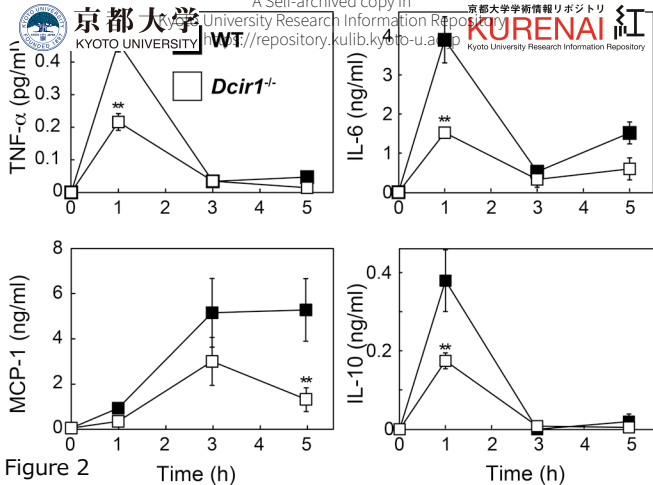 A Self-archived copy in
Kyoto University Research Information Repository
https://repository.kulib.kyoto-u.ac.jp
京都大学
KYOTO UNIVERSITY
KYOTO UNIVERSITY
FOUNDED 1897
京都大学学術情報リポジトリ
KURENAI 紅
Kyoto University Research Information Repository
WT
Dcir1-/-
TNF-α (pg/ml)
0.4
0.3
0.2
0.1
0
**
0 1 2 3 4 5
IL-6 (ng/ml)
4
3
2
1
0
**
0 1 2 3 4 5
MCP-1 (ng/ml)
8
6
4
2
0
**
0 1 2 3 4 5
Time (h)
IL-10 (ng/ml)
0.4
0.2
0
**
0 1 2 3 4 5
Time (h)
Figure 2